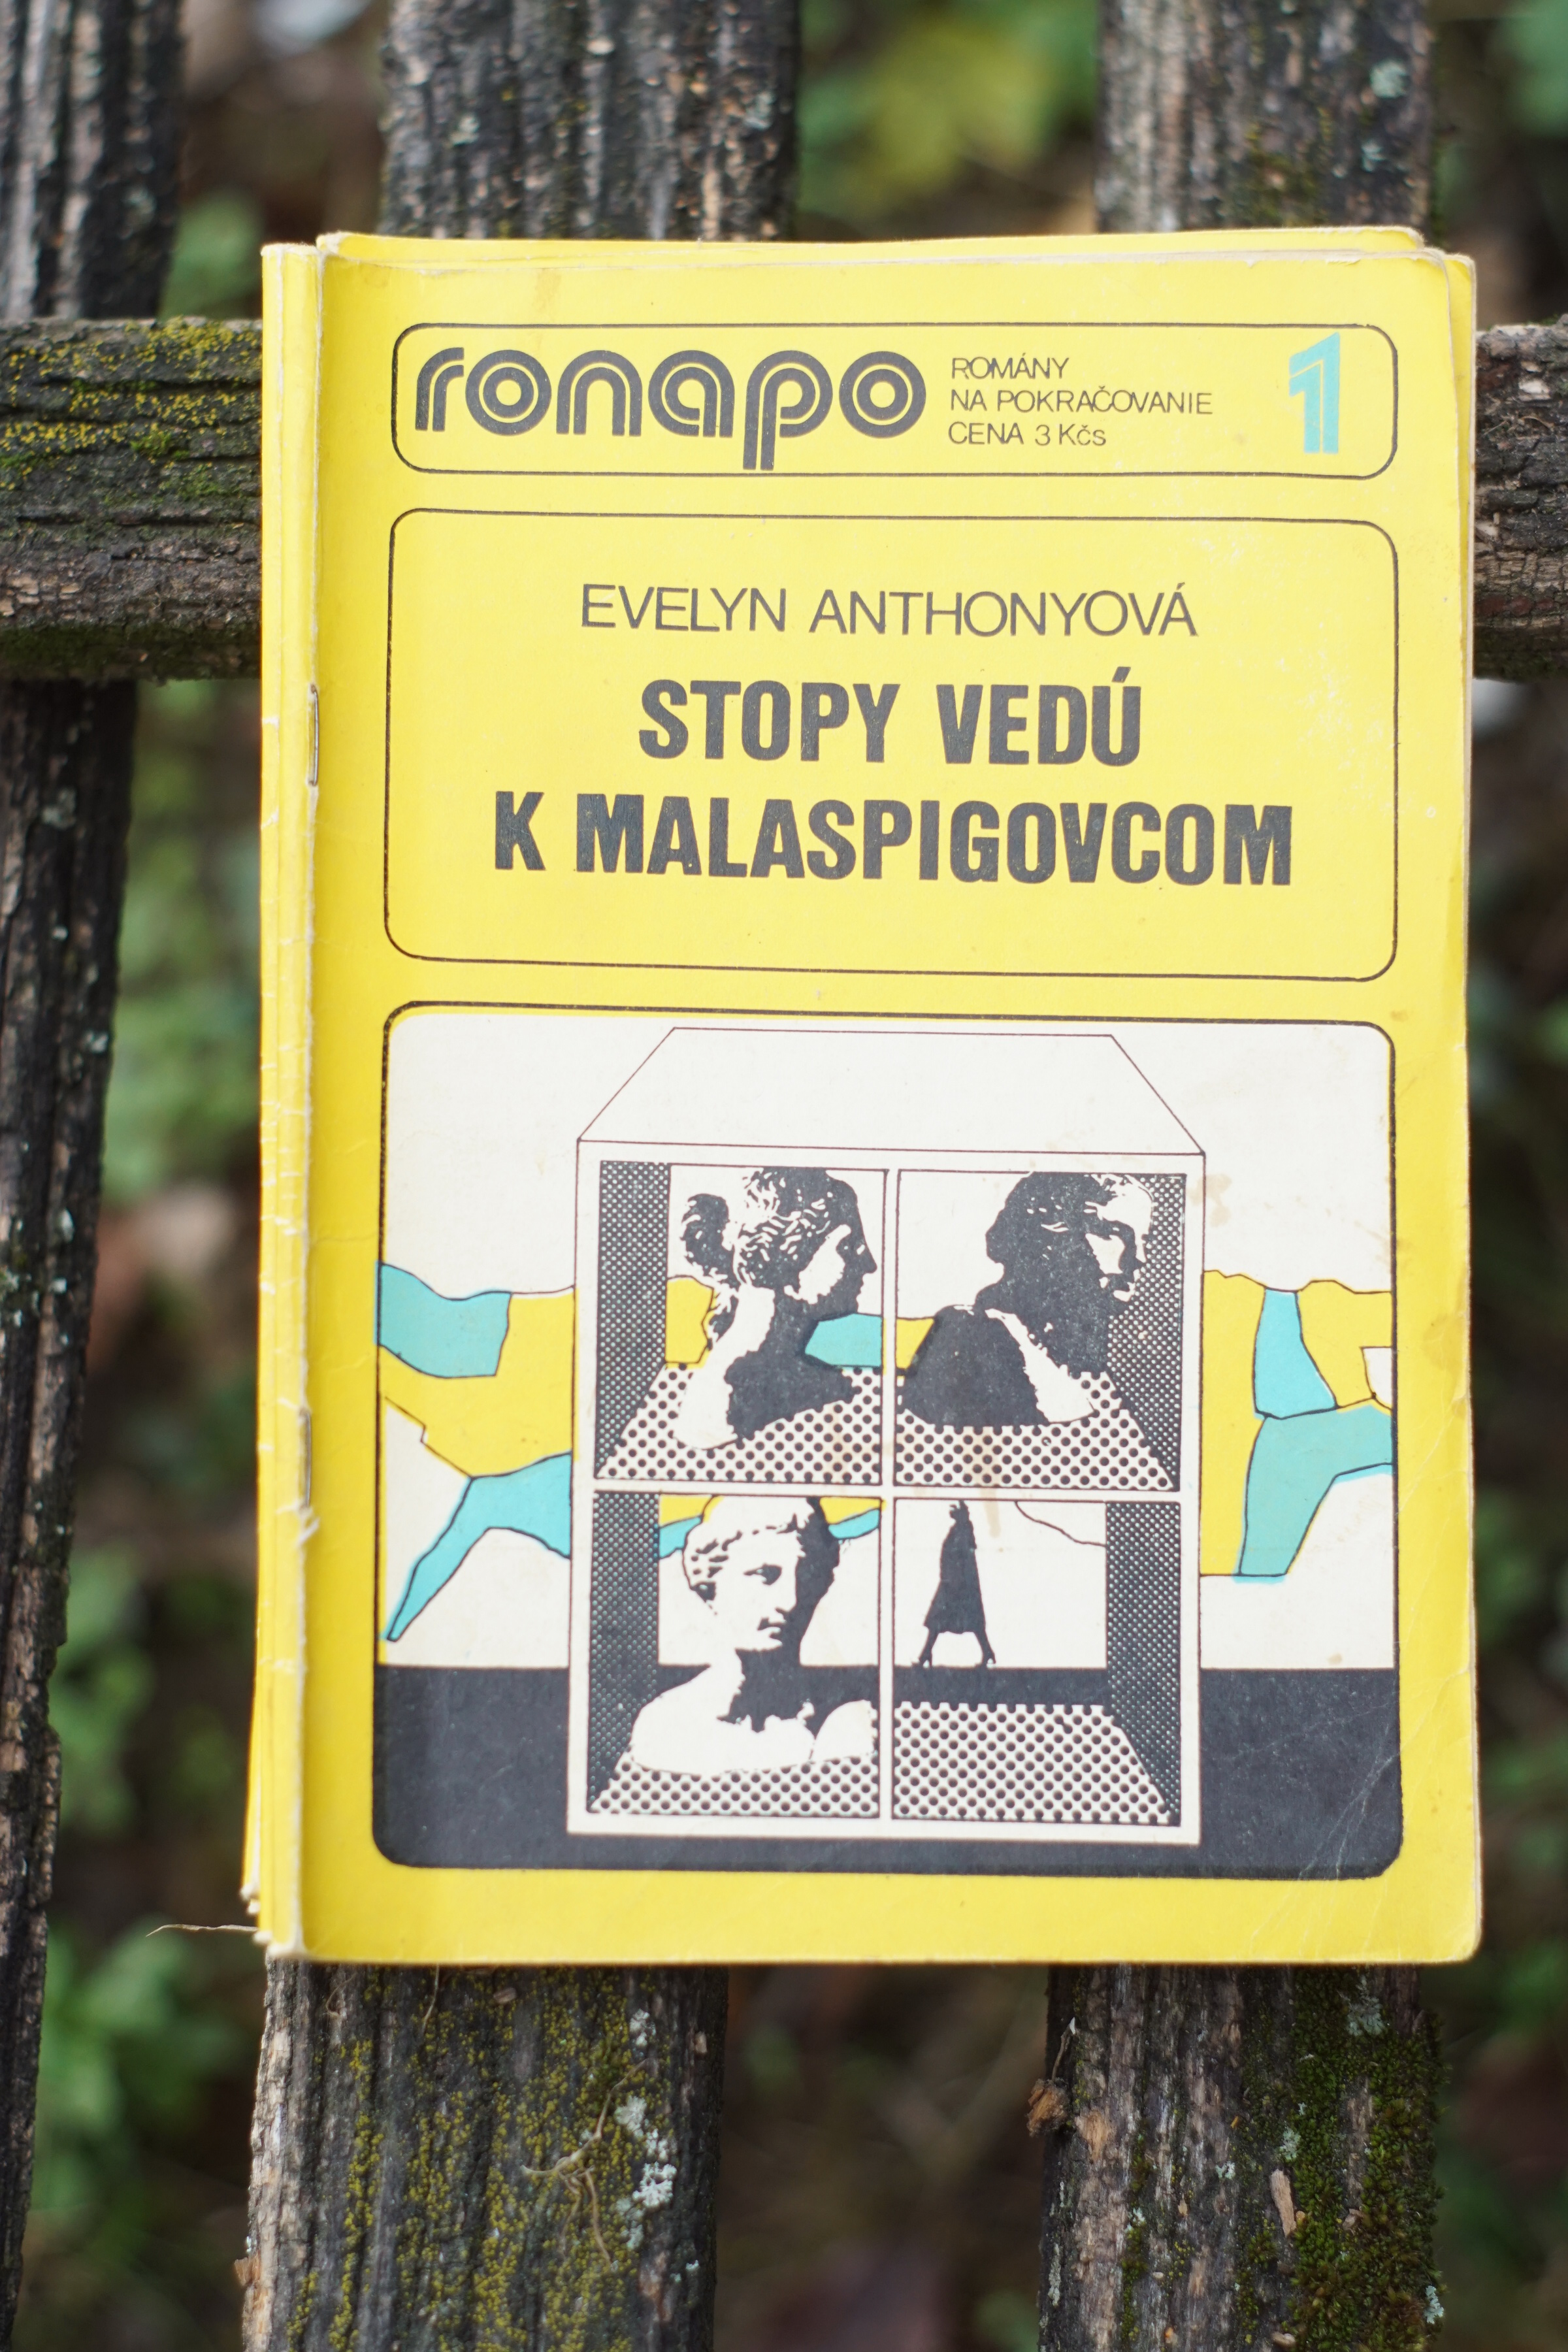 ronapo
ROMÁNY
NA POKRAČOVANIE
CENA 3 Kčs
1
EVELYN ANTHONYOVÁ
STOPY VEDÚ
K MALASPIGOVCOM